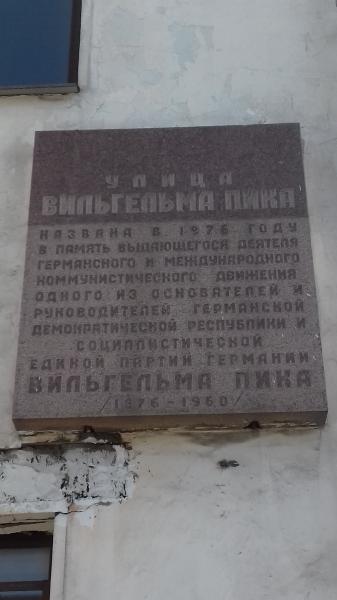 УЛИЦА
ВИЛЬГЕЛЬМА ПИКА
НАЗВАНА В 1976 ГОДУ
В ПАМЯТЬ ВЫДАЮЩЕГОСЯ ДЕЯТЕЛЯ
ГЕРМАНСКОГО И МЕЖДУНАРОДНОГО
КОММУНИСТИЧЕСКОГО ДВИЖЕНИЯ
ОДНОГО ИЗ ОСНОВАТЕЛЕЙ И
РУКОВОДИТЕЛЕЙ ГЕРМАНСКОЙ
ДЕМОКРАТИЧЕСКОЙ РЕСПУБЛИКИ И
СОЦИАЛИСТИЧЕСКОЙ
ЕДИНОЙ ПАРТИИ ГЕРМАНИИ
ВИЛЬГЕЛЬМА ПИКА
/1876-1960/